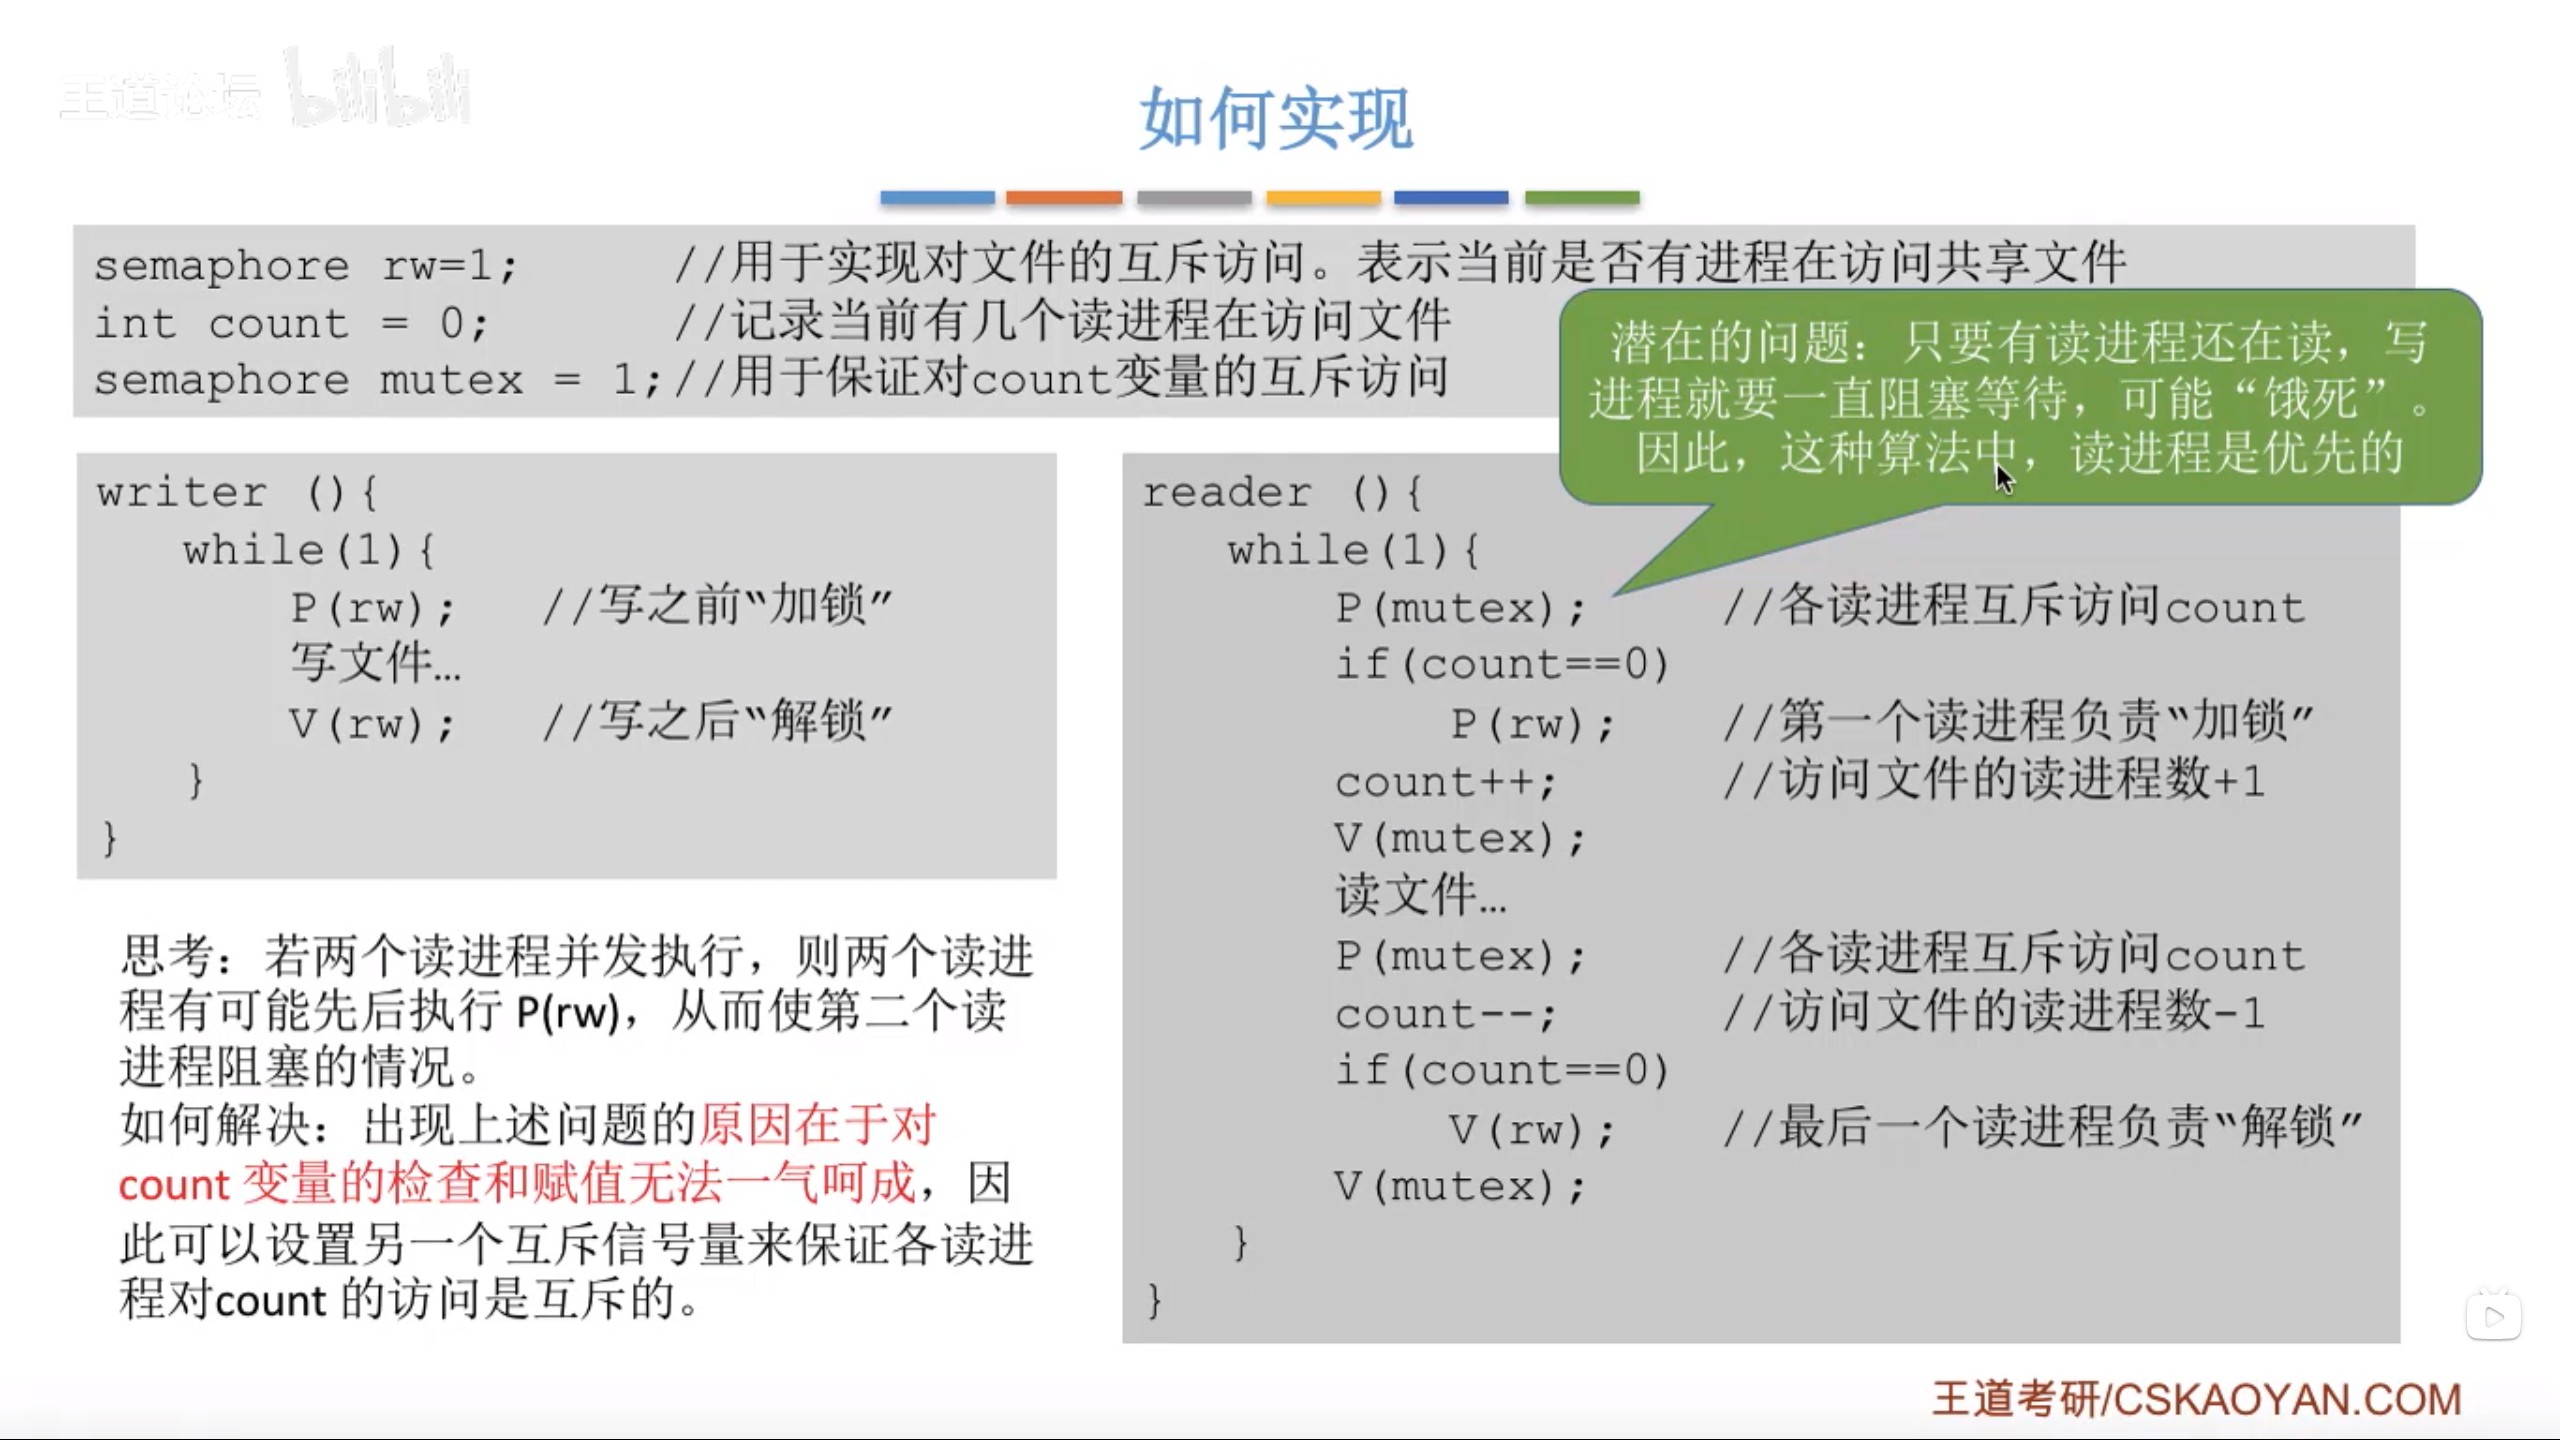 王道论坛 bilibili
如何实现
semaphore rw=1; //用于实现对文件的互斥访问。表示当前是否有进程在访问共享文件
int count = 0; //记录当前有几个读进程在访问文件
semaphore mutex = 1;//用于保证对count变量的互斥访问
潜在的问题：只要有读进程还在读，写
进程就要一直阻塞等待，可能“饿死”。
因此，这种算法中，读进程是优先的
writer (){
while(1){
P(rw); //写之前“加锁”
写文件…
V(rw); //写之后“解锁”
}
}
思考：若两个读进程并发执行，则两个读进
程有可能先后执行 P(rw)，从而使第二个读
进程阻塞的情况。
如何解决：出现上述问题的原因在于对
count 变量的检查和赋值无法一气呵成，因
此可以设置另一个互斥信号量来保证各读进
程对count 的访问是互斥的。
reader (){
while(1){
P(mutex); //各读进程互斥访问count
if(count==0)
P(rw); //第一个读进程负责“加锁”
count++; //访问文件的读进程数+1
V(mutex);
读文件…
P(mutex); //各读进程互斥访问count
count--; //访问文件的读进程数-1
if(count==0)
V(rw); //最后一个读进程负责“解锁”
V(mutex);
}
}
王道考研/CSKAOYAN.COM